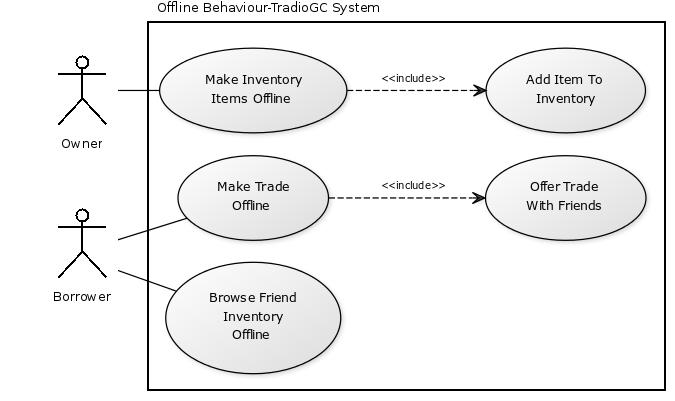 Offline Behaviour-TradioGC System
Make Inventory
Items Offline
<<include>>
Add Item To
Inventory
Owner
Make Trade
Offline
<<include>>
Offer Trade
With Friends
Borrower
Browse Friend
Inventory
Offline